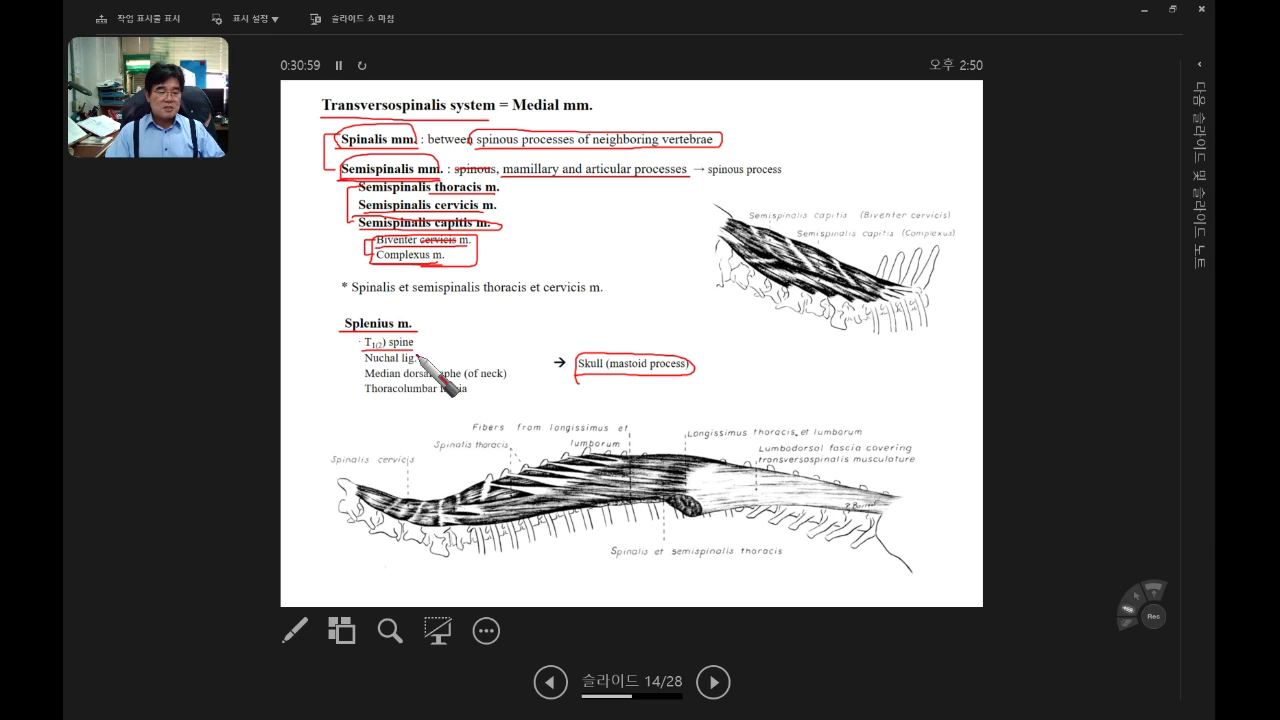 작업 표시줄 표시 표시 설정 ▼ 슬라이드 쇼 마침
0:30:59
오후 2:50
Transversospinalis system = Medial mm.
Spinalis mm. : between spinous processes of neighboring vertebrae
Semispinalis mm. : spinous, mamillary and articular processes → spinous process
Semispinalis thoracis m.
Semispinalis cervicis m.
Semispinalis capitis m.
Biventer cervicis m.
Complexus m.
* Spinalis et semispinalis thoracis et cervicis m.
Semispinalis capitis (Biventer cervicis)
Semispinalis capitis (Complexus)
Splenius m.
· T1(2) spine
Nuchal lig.
Median dorsal raphe (of neck)
Thoracolumbar fascia
→ Skull (mastoid process)
Fibers from longissimus et
lumborum
Spinalis thoracis
Spinalis cervicis
Longissimus thoracis et lumborum
Lumbodorsal fascia covering
transversospinalis musculature
Spinalis et semispinalis thoracis
다음 슬라이드 및 슬라이드 노트
Rec
슬라이드 14/28